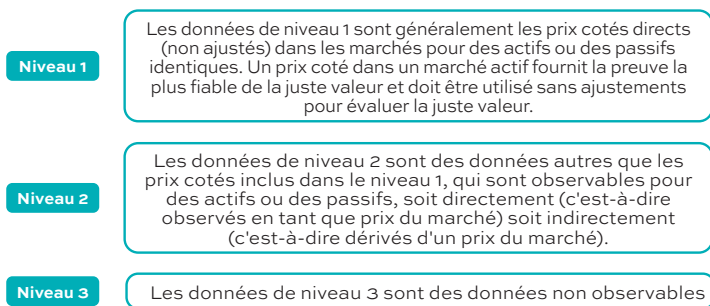 Niveau 1
Les données de niveau 1 sont généralement les prix cotés directs
(non ajustés) dans les marchés pour des actifs ou des passifs
identiques. Un prix coté dans un marché actif fournit la preuve la
plus fiable de la juste valeur et doit être utilisé sans ajustements
pour évaluer la juste valeur.
Niveau 2
Les données de niveau 2 sont des données autres que les
prix cotés inclus dans le niveau 1, qui sont observables pour
des actifs ou des passifs, soit directement (c'est-à-dire
observés en tant que prix du marché) soit indirectement
(c'est-à-dire dérivés d'un prix du marché).
Niveau 3
Les données de niveau 3 sont des données non observables